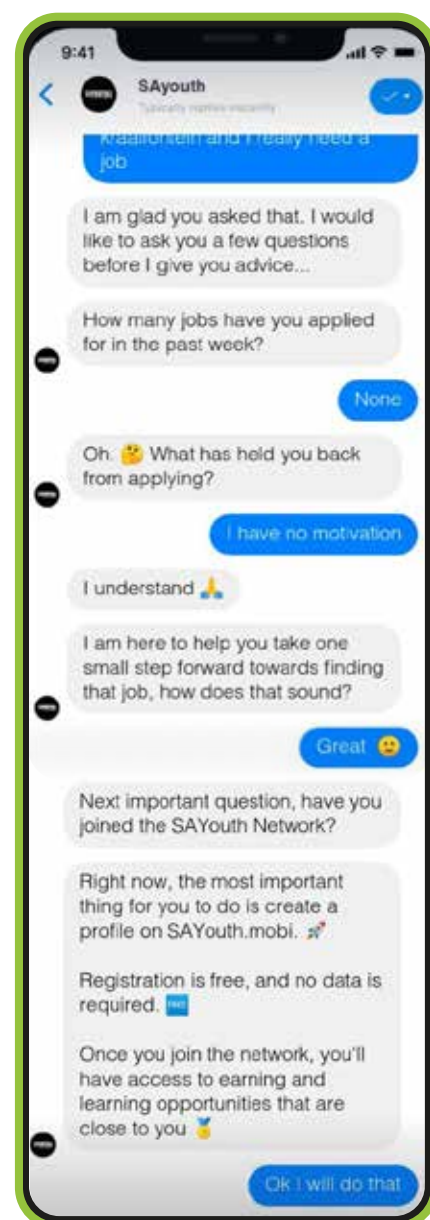 9:41
SAyouth
Typically replies instantly
Kraaifontein and I really need a
job
I am glad you asked that. I would
like to ask you a few questions
before I give you advice...
How many jobs have you applied
for in the past week?
None
Oh. 🤔 What has held you back
from applying?
I have no motivation
I understand 🙏
I am here to help you take one
small step forward towards finding
that job, how does that sound?
Great 🙂
Next important question, have you
joined the SAYouth Network?
Right now, the most important
thing for you to do is create a
profile on SAYouth.mobi. 🚀
Registration is free, and no data is
required. 🆓
Once you join the network, you'll
have access to earning and
learning opportunities that are
close to you 🏅
Ok I will do that